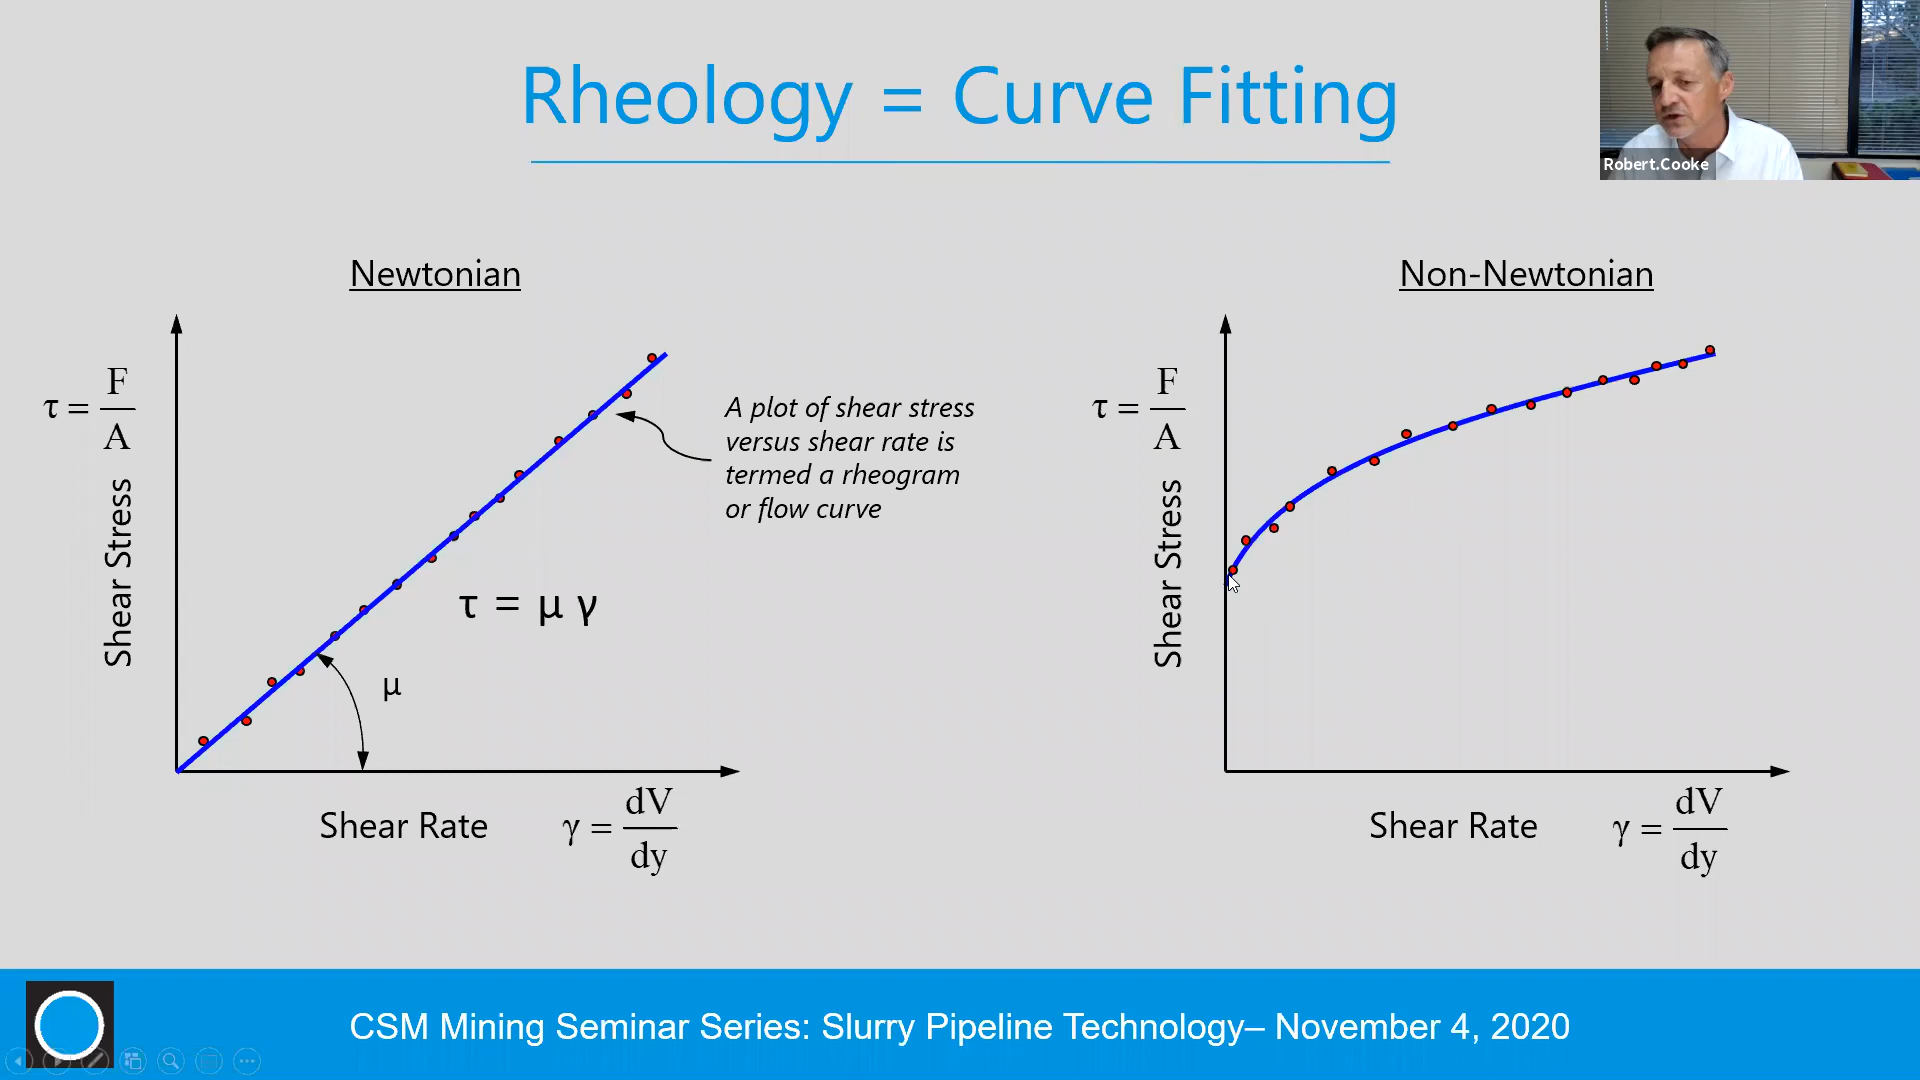 Rheology = Curve Fitting
Robert.Cooke
Newtonian
τ = F/A
Shear Stress
A plot of shear stress
versus shear rate is
termed a rheogram
or flow curve
τ = μ γ
μ
Shear Rate γ = dV/dy
Non-Newtonian
τ = F/A
Shear Stress
Shear Rate γ = dV/dy
CSM Mining Seminar Series: Slurry Pipeline Technology– November 4, 2020